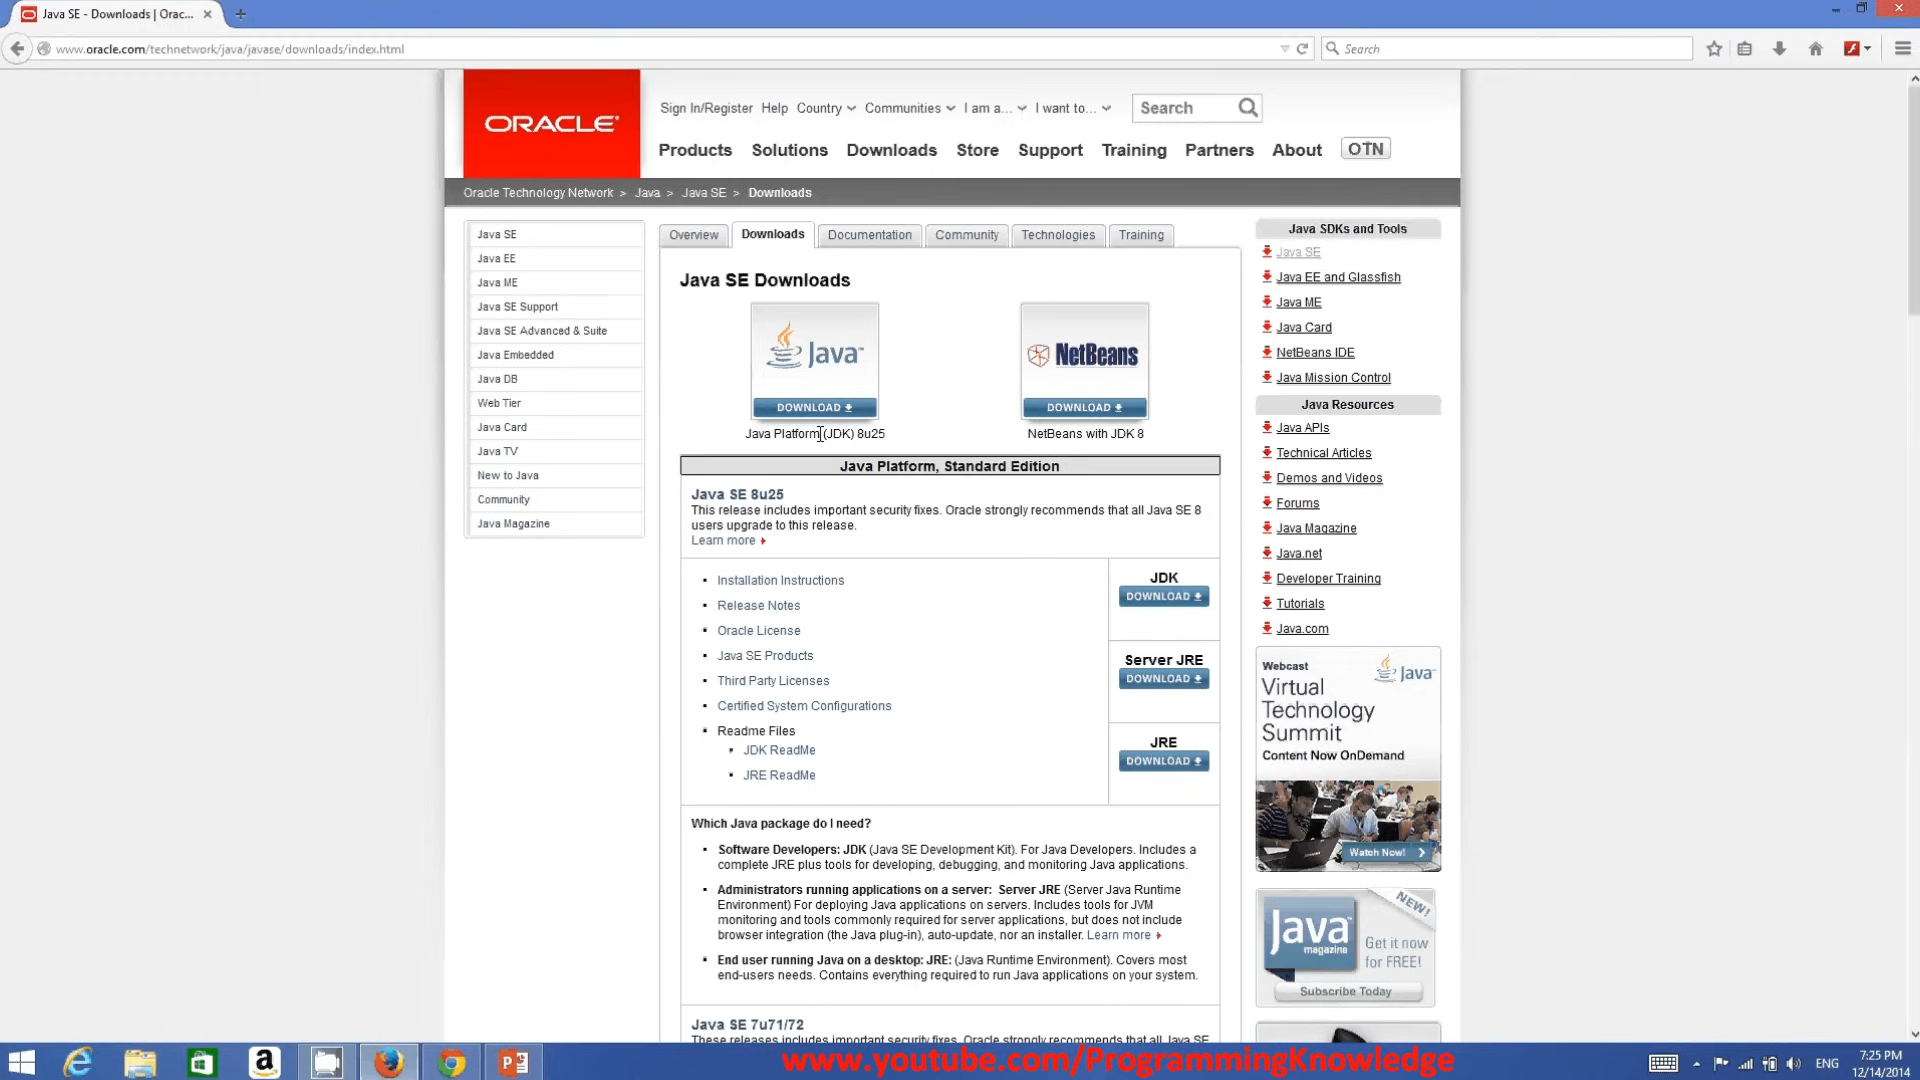 Java SE - Downloads | Orac...
www.oracle.com/technetwork/java/javase/downloads/index.html
Search
ORACLE
Sign In/Register Help Country Communities I am a... I want to... Search
Products Solutions Downloads Store Support Training Partners About OTN
Oracle Technology Network > Java > Java SE > Downloads
Java SE
Java EE
Java ME
Java SE Support
Java SE Advanced & Suite
Java Embedded
Java DB
Web Tier
Java Card
Java TV
New to Java
Community
Java Magazine
Overview Downloads Documentation Community Technologies Training
Java SE Downloads
Java™
DOWNLOAD
Java Platform (JDK) 8u25
NetBeans
DOWNLOAD
NetBeans with JDK 8
Java Platform, Standard Edition
Java SE 8u25
This release includes important security fixes. Oracle strongly recommends that all Java SE 8
users upgrade to this release.
Learn more
Installation Instructions
Release Notes
Oracle License
Java SE Products
Third Party Licenses
Certified System Configurations
Readme Files
JDK ReadMe
JRE ReadMe
JDK
DOWNLOAD
Server JRE
DOWNLOAD
JRE
DOWNLOAD
Which Java package do I need?
Software Developers: JDK (Java SE Development Kit). For Java Developers. Includes a
complete JRE plus tools for developing, debugging, and monitoring Java applications.
Administrators running applications on a server: Server JRE (Server Java Runtime
Environment) For deploying Java applications on servers. Includes tools for JVM
monitoring and tools commonly required for server applications, but does not include
browser integration (the Java plug-in), auto-update, nor an installer. Learn more
End user running Java on a desktop: JRE: (Java Runtime Environment). Covers most
end-users needs. Contains everything required to run Java applications on your system.
Java SE 7u71/72
These releases includes important security fixes. Oracle strongly recommends that all Java SE
Java SDKs and Tools
Java SE
Java EE and Glassfish
Java ME
Java Card
NetBeans IDE
Java Mission Control
Java Resources
Java APIs
Technical Articles
Demos and Videos
Forums
Java Magazine
Java.net
Developer Training
Tutorials
Java.com
Webcast
Java™
Virtual
Technology
Summit
Content Now OnDemand
Watch Now!
NEW!
Java
magazine
Get it now
for FREE!
Subscribe Today
www.youtube.com/ProgrammingKnowledge
ENG
7:25 PM
12/14/2014